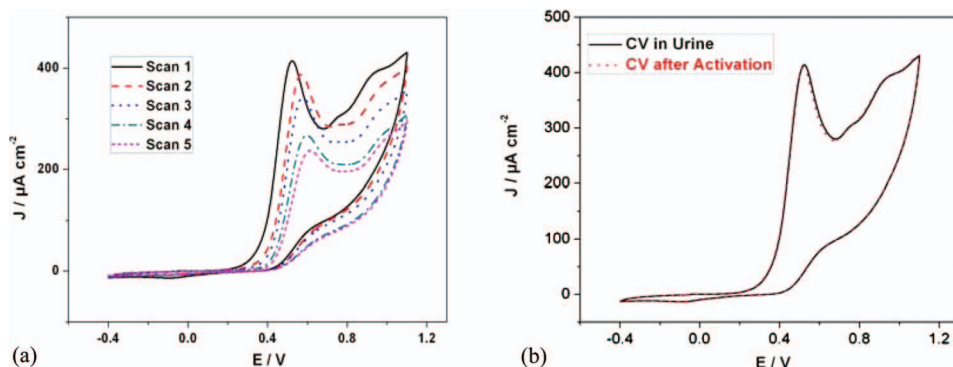 Scan 1
Scan 2
Scan 3
Scan 4
Scan 5
400
200
0
-0.4
0.0
0.4
0.8
1.2
J / µA cm-2
E / V
(a)
CV in Urine
CV after Activation
500
400
300
200
100
0
-0.4
0.0
0.4
0.8
1.2
J / µA cm-2
E / V
(b)